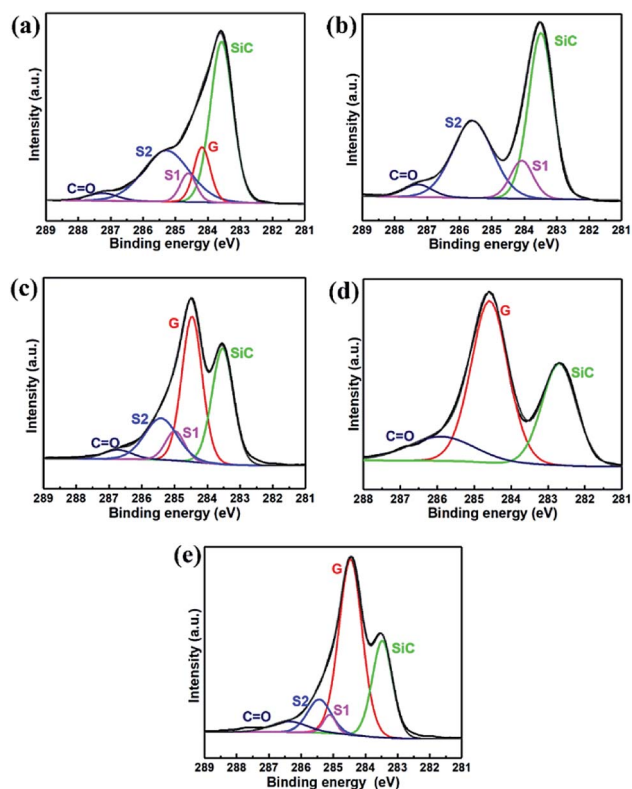 (a)
SiC
S2
G
S1
C=O
Intensity (a.u.)
289 288 287 286 285 284 283 282 281
Binding energy (eV)
(b)
SiC
S2
S1
C=O
Intensity (a.u.)
289 288 287 286 285 284 283 282 281
Binding energy (eV)
(c)
G
SiC
S2
S1
C=O
Intensity (a.u.)
289 288 287 286 285 284 283 282 281
Binding energy (eV)
(d)
G
SiC
C=O
Intensity (a.u.)
288 287 286 285 284 283 282 281
Binding energy (eV)
(e)
G
SiC
S2
S1
C=O
Intensity (a.u.)
289 288 287 286 285 284 283 282 281
Binding energy (eV)